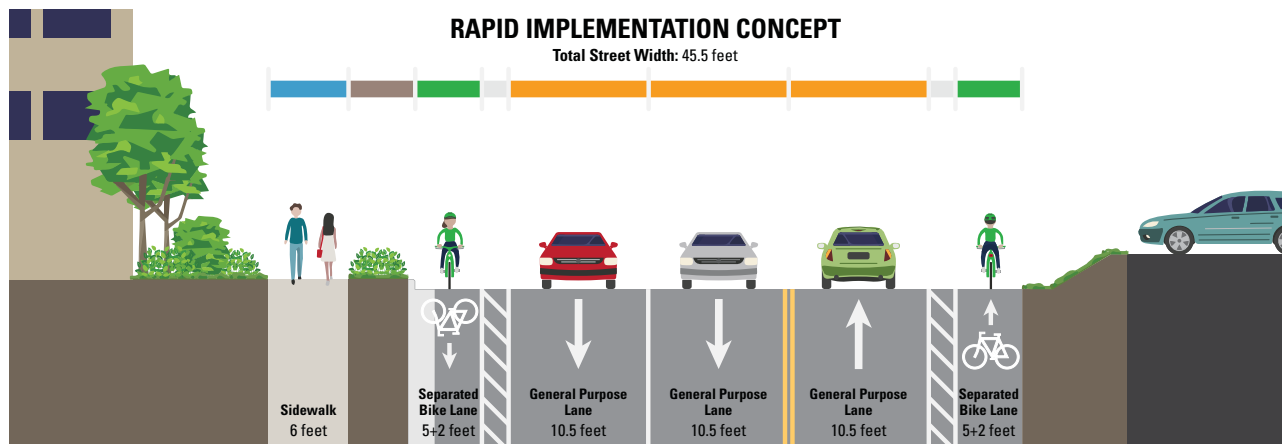 RAPID IMPLEMENTATION CONCEPT
Total Street Width: 45.5 feet
Sidewalk
6 feet
Separated
Bike Lane
5+2 feet
General Purpose
Lane
10.5 feet
General Purpose
Lane
10.5 feet
General Purpose
Lane
10.5 feet
Separated
Bike Lane
5+2 feet